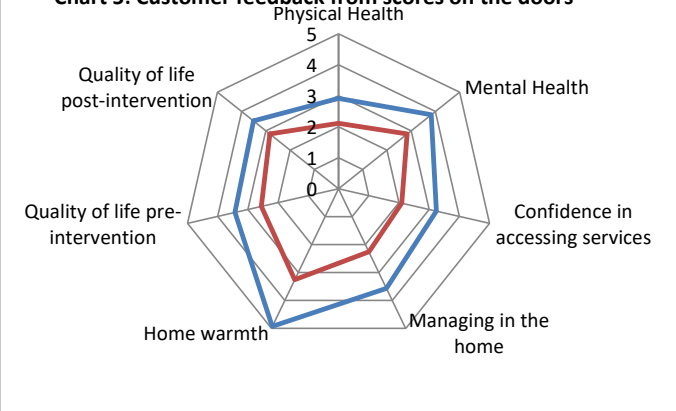 Chart 3: Customer feedback from scores on the doors
Physical Health
5
4
3
2
1
0
Mental Health
Confidence in
accessing services
Managing in the
home
Home warmth
Quality of life pre-
intervention
Quality of life
post-intervention